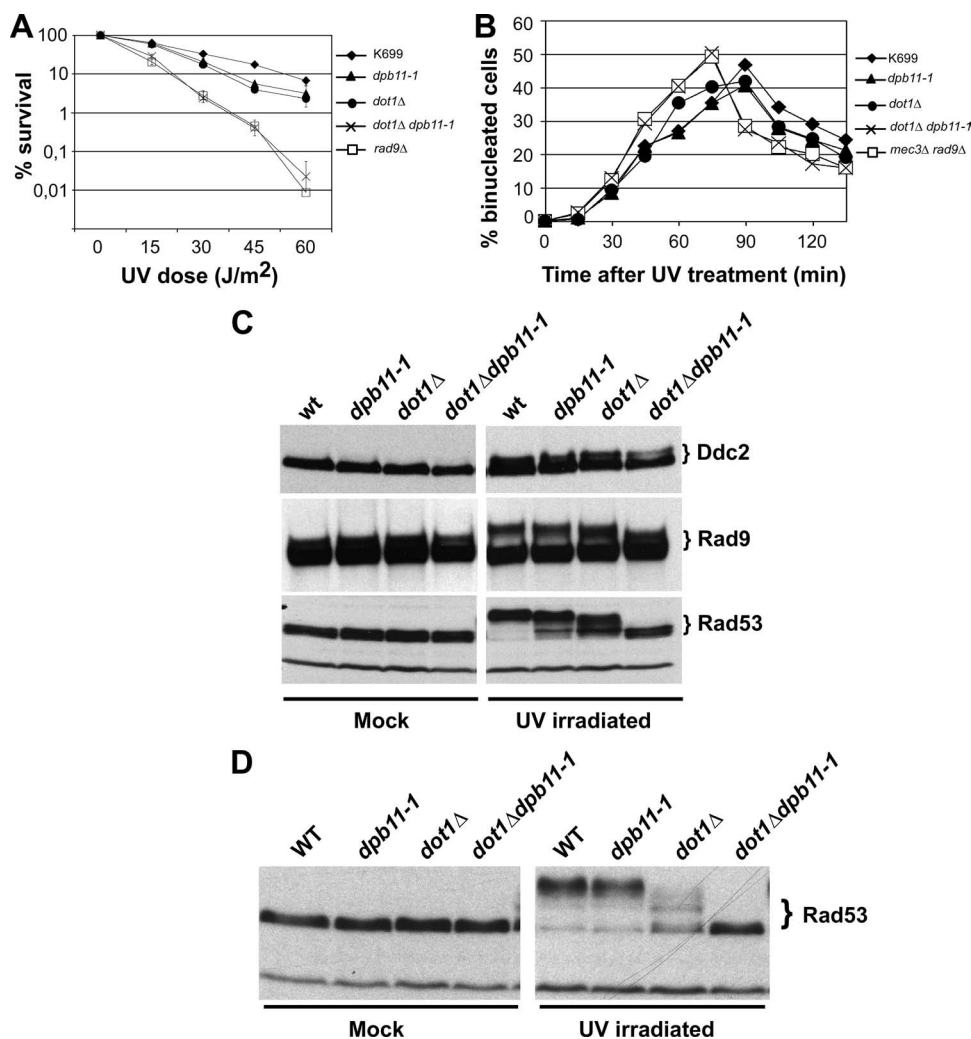 A
100
10
1
0,1
0,01
% survival
0
15
30
45
60
UV dose (J/m²)
K699
dpb11-1
dot1Δ
dot1Δ dpb11-1
rad9Δ
B
60
50
40
30
20
10
0
% binucleated cells
0
30
60
90
120
Time after UV treatment (min)
K699
dpb11-1
dot1Δ
dot1Δ dpb11-1
mec3Δ rad9Δ
C
wt
dpb11-1
dot1Δ
dot1Δdpb11-1
wt
dpb11-1
dot1Δ
dot1Δdpb11-1
} Ddc2
} Rad9
} Rad53
Mock
UV irradiated
D
WT
dpb11-1
dot1Δ
dot1Δdpb11-1
WT
dpb11-1
dot1Δ
dot1Δdpb11-1
} Rad53
Mock
UV irradiated